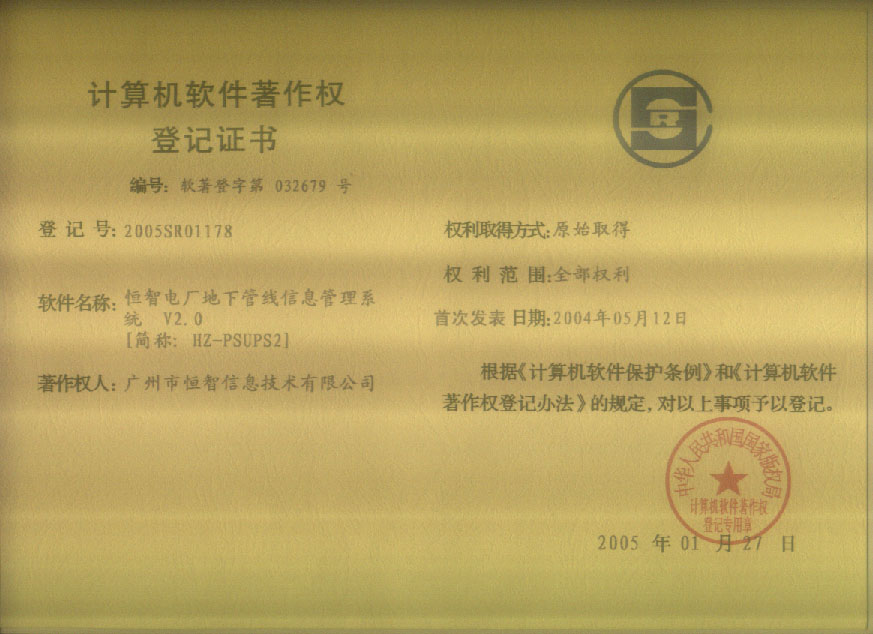 计算机软件著作权
登记证书
编号：软著登字第 032679 号
登 记 号：2005SR01178
软件名称：恒智电厂地下管线信息管理系
统 V2.0
[简称：HZ-PSUPS2]
著作权人：广州市恒智信息技术有限公司
SR
权利取得方式：原始取得
权 利 范 围：全部权利
首次发表日期：2004年05月12日
根据《计算机软件保护条例》和《计算机软件
著作权登记办法》的规定，对以上事项予以登记。
中华人民共和国国家版权局
计算机软件著作权
登记专用章
2005 年 01 月 27 日